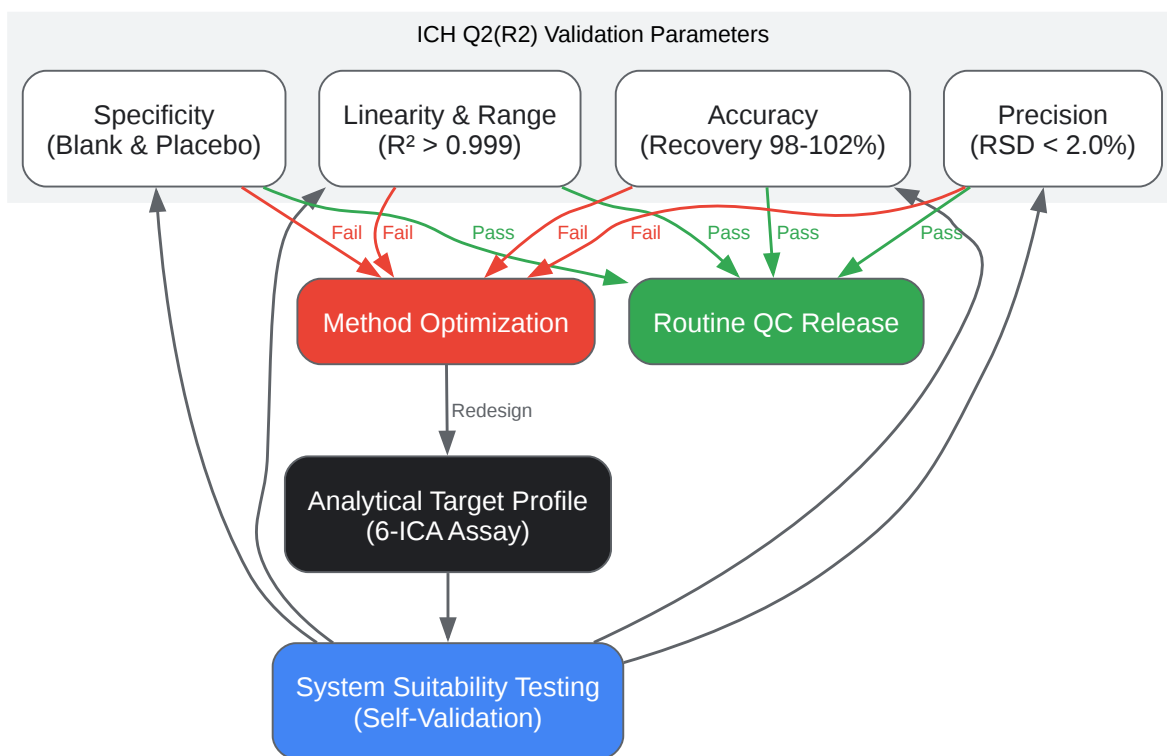 ICH Q2(R2) Validation Parameters
Specificity
(Blank & Placebo)
Linearity & Range
(R² > 0.999)
Accuracy
(Recovery 98-102%)
Precision
(RSD < 2.0%)
Fail
Fail
Pass
Fail
Fail
Pass
Pass
Pass
Method Optimization
Routine QC Release
Redesign
Analytical Target Profile
(6-ICA Assay)
System Suitability Testing
(Self-Validation)